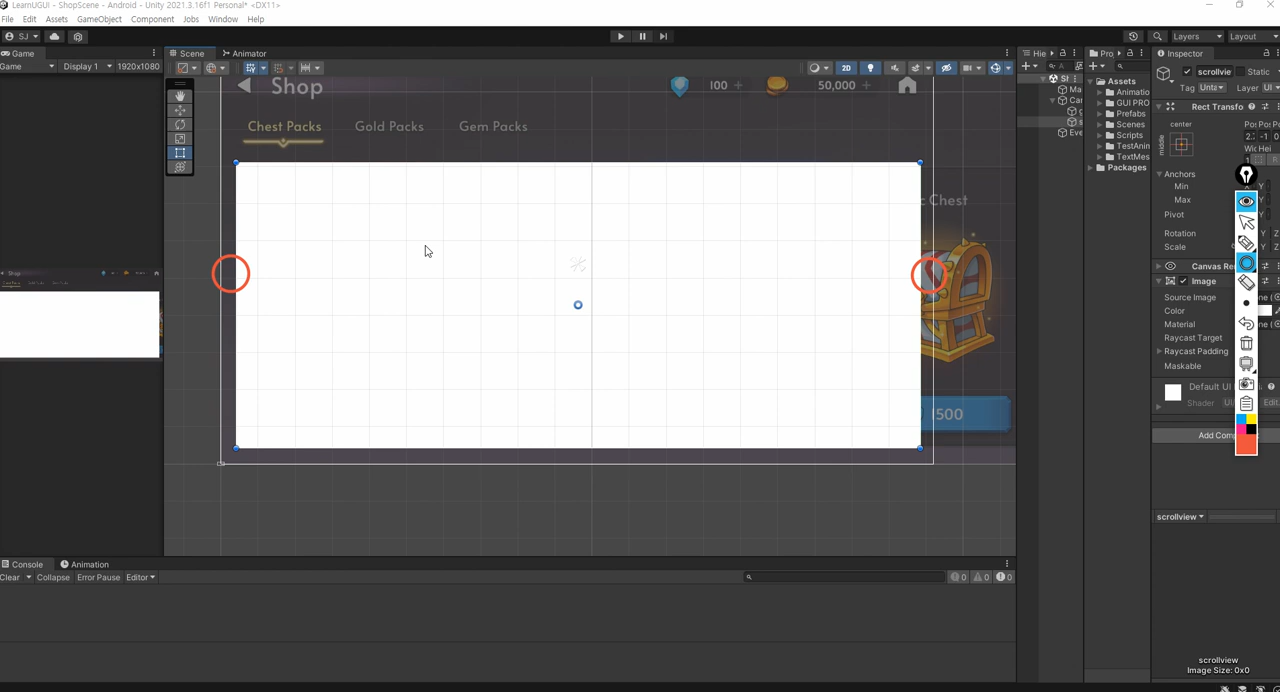 LearnUGUI - ShopScene - Android - Unity 2021.3.16f1 Personal* <DX11>
File Edit Assets GameObject Component Jobs Window Help
SJ Layers Layout
Game Scene Animator Hie Pro Inspector
Game Display 1 1920x1080 2D
Shop 100 + 50,000 +
Chest Packs Gold Packs Gem Packs
Chest
1500
Assets
Animatio
GUI PRO
Prefabs
Scenes
Scripts
TestAnim
TextMes
Packages
scrollvie Static
Tag Unta Layer UI
Rect Transfo
center
middle
Anchors
Min
Max
Pivot
Rotation
Scale
Canvas Re
Image
Source Image
Color
Material
Raycast Target
Raycast Padding
Maskable
Default UI
Shader UI Edit
Add Comp
scrollview
Console Animation
Clear Collapse Error Pause Editor 0 0 0
scrollview
Image Size: 0x0